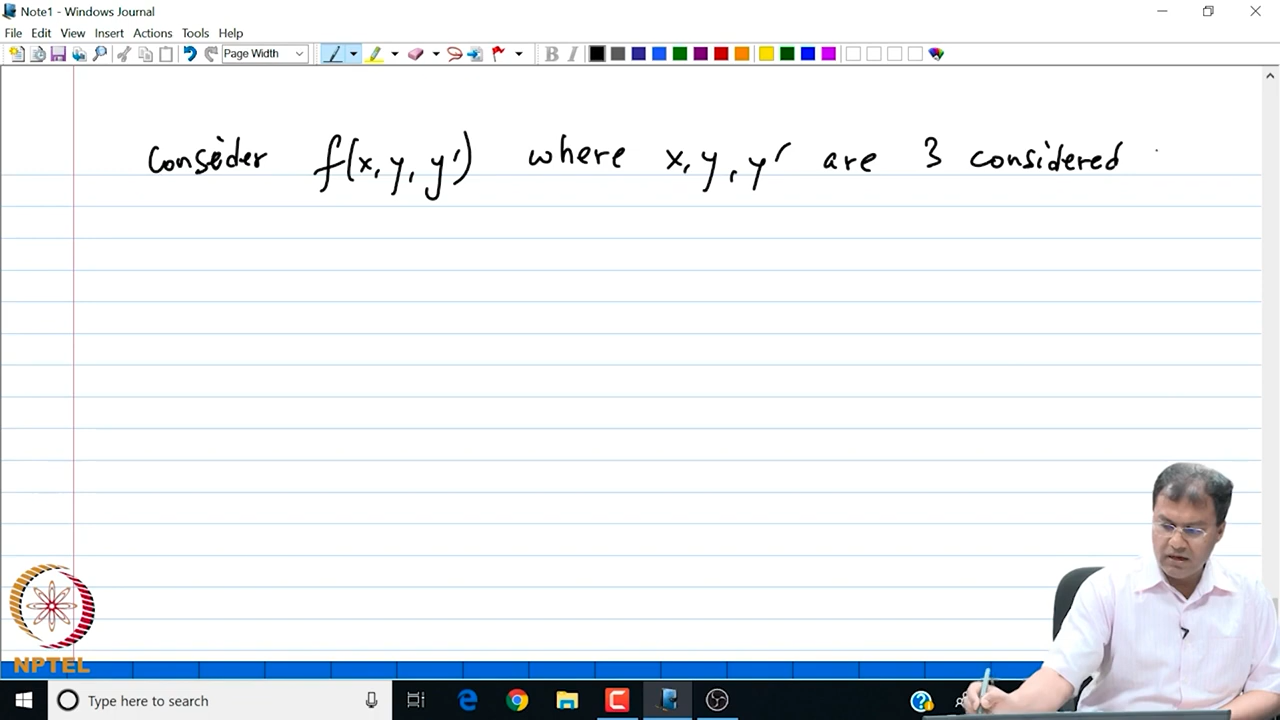 Note1 - Windows Journal
File Edit View Insert Actions Tools Help
Page Width
B I
Consider f(x, y, y') where x, y, y' are 3 considered
NPTEL
Type here to search